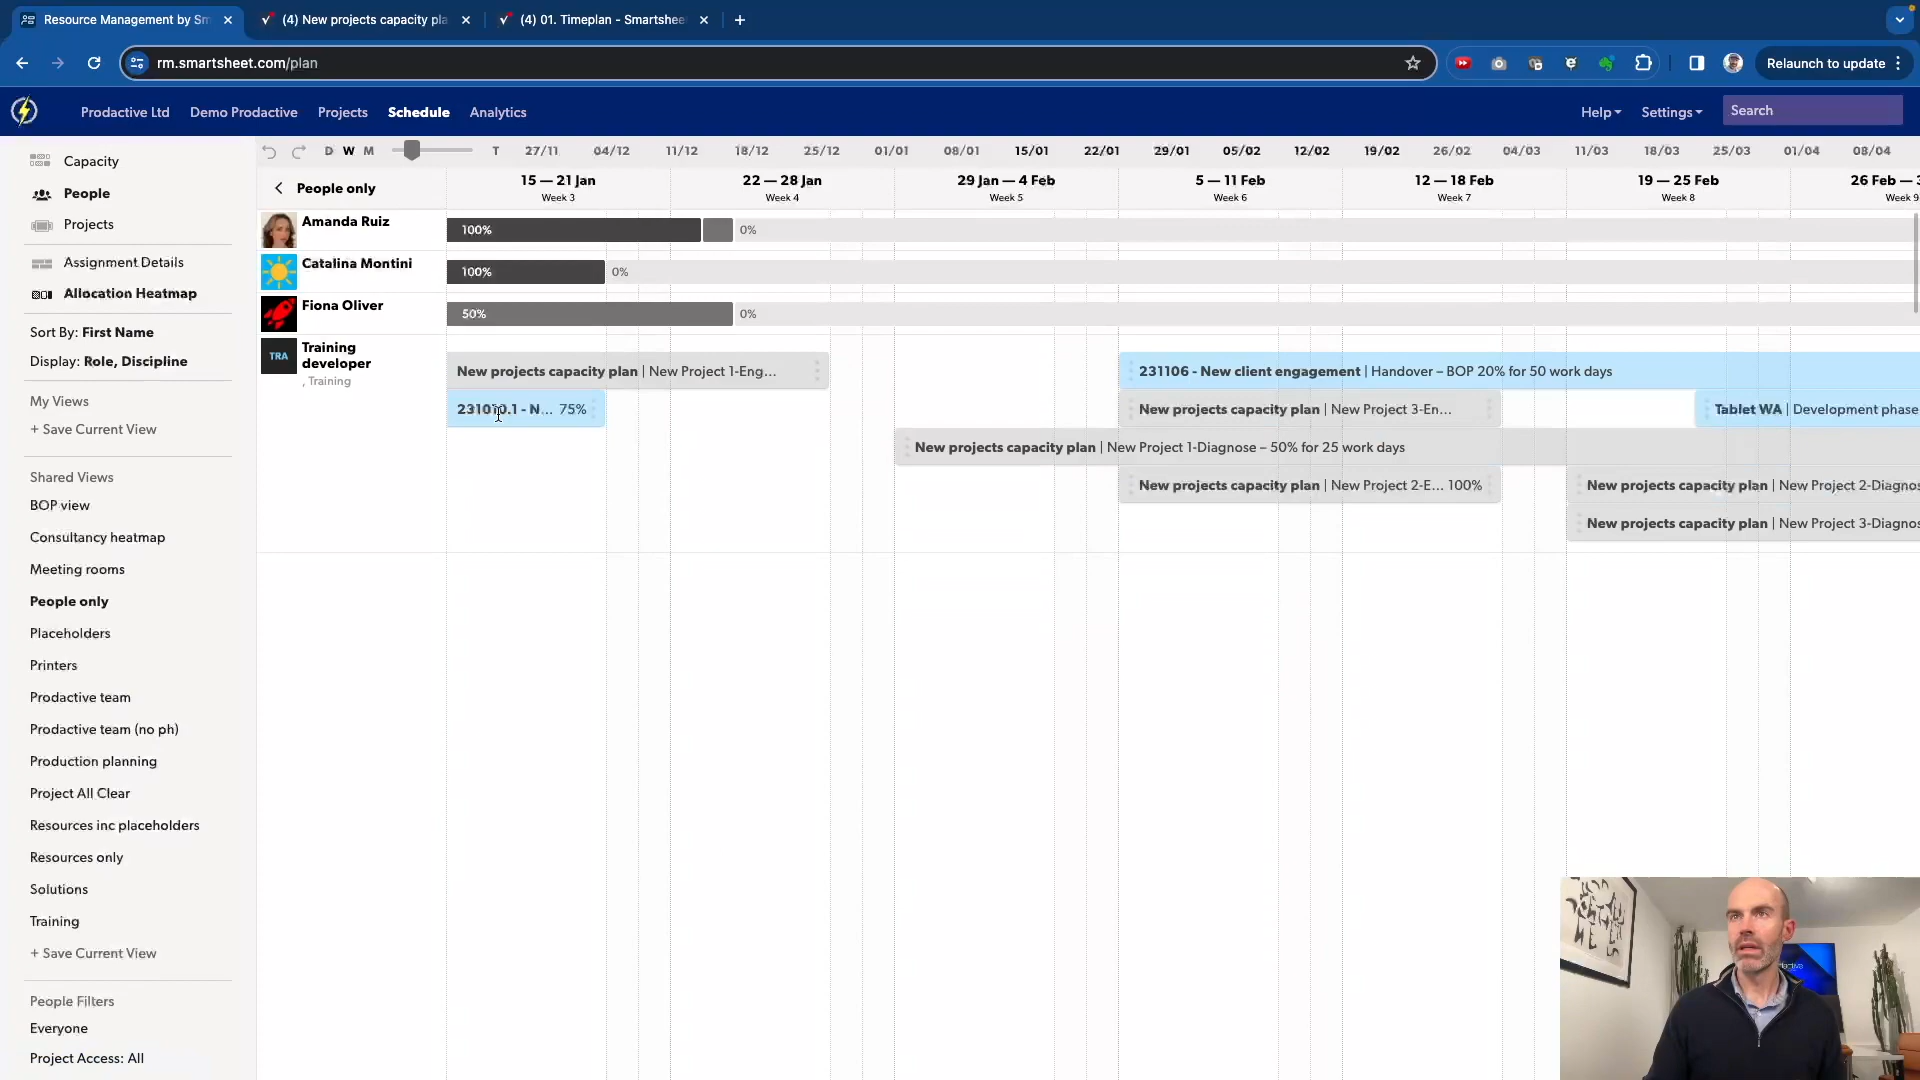 Resource Management by Sm
(4) New projects capacity pla
(4) 01. Timeplan - Smartshee
rm.smartsheet.com/plan
Relaunch to update
Prodactive Ltd
Demo Prodactive
Projects
Schedule
Analytics
Help
Settings
Search
Capacity
People
Projects
Assignment Details
Allocation Heatmap
Sort By: First Name
Display: Role, Discipline
My Views
+ Save Current View
Shared Views
BOP view
Consultancy heatmap
Meeting rooms
People only
Placeholders
Printers
Prodactive team
Prodactive team (no ph)
Production planning
Project All Clear
Resources inc placeholders
Resources only
Solutions
Training
+ Save Current View
People Filters
Everyone
Project Access: All
D W M T 27/11 04/12 11/12 18/12 25/12 01/01 08/01 15/01 22/01 29/01 05/02 12/02 19/02 26/02 04/03 11/03 18/03 25/03 01/04 08/04
People only
15 — 21 Jan
Week 3
22 — 28 Jan
Week 4
29 Jan — 4 Feb
Week 5
5 — 11 Feb
Week 6
12 — 18 Feb
Week 7
19 — 25 Feb
Week 8
26 Feb — 3
Week 9
Amanda Ruiz
100%
0%
Catalina Montini
100%
0%
Fiona Oliver
50%
0%
TRA
Training
developer
, Training
New projects capacity plan | New Project 1-Eng...
231106 - New client engagement | Handover – BOP 20% for 50 work days
231010.1 - N... 75%
New projects capacity plan | New Project 3-En...
Tablet WA | Development phase
New projects capacity plan | New Project 1-Diagnose – 50% for 25 work days
New projects capacity plan | New Project 2-E... 100%
New projects capacity plan | New Project 2-Diagnos
New projects capacity plan | New Project 3-Diagnos